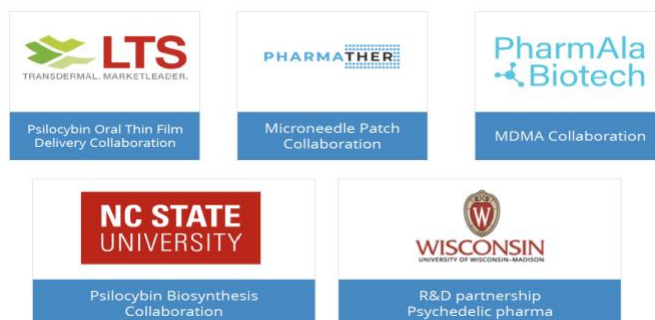 LTS
TRANSDERMAL. MARKETLEADER.
Psilocybin Oral Thin Film
Delivery Collaboration
PHARMATHER
Microneedle Patch
Collaboration
PharmAla
Biotech
MDMA Collaboration
NC STATE
UNIVERSITY
Psilocybin Biosynthesis
Collaboration
W
WISCONSIN
UNIVERSITY OF WISCONSIN–MADISON
R&D partnership
Psychedelic pharma